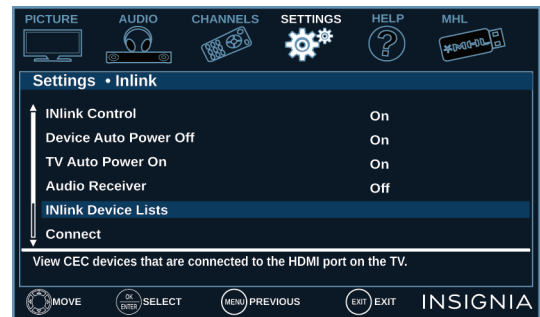 PICTURE AUDIO CHANNELS SETTINGS HELP MHL
?
MHL
Settings • Inlink
INlink Control On
Device Auto Power Off On
TV Auto Power On On
Audio Receiver Off
INlink Device Lists
Connect
View CEC devices that are connected to the HDMI port on the TV.
MOVE OK ENTER SELECT MENU PREVIOUS EXIT EXIT INSIGNIA